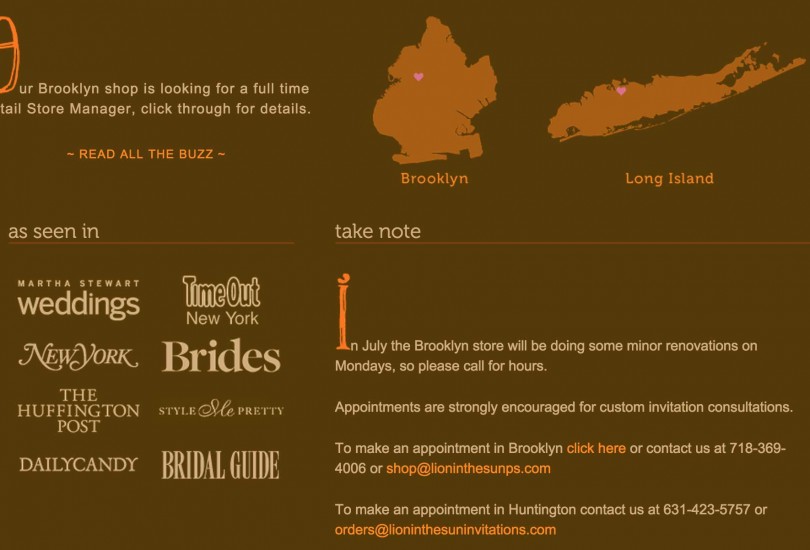 Our Brooklyn shop is looking for a full time
tail Store Manager, click through for details.
~ READ ALL THE BUZZ ~
Brooklyn
Long Island
as seen in
MARTHA STEWART
weddings
TimeOut
New York
NEW YORK
Brides
THE
HUFFINGTON
POST
STYLE Me PRETTY
DAILYCANDY
BRIDAL GUIDE
take note
in July the Brooklyn store will be doing some minor renovations on
Mondays, so please call for hours.
Appointments are strongly encouraged for custom invitation consultations.
To make an appointment in Brooklyn click here or contact us at 718-369-
4006 or shop@lioninthesunps.com
To make an appointment in Huntington contact us at 631-423-5757 or
orders@lioninthesuninvitations.com